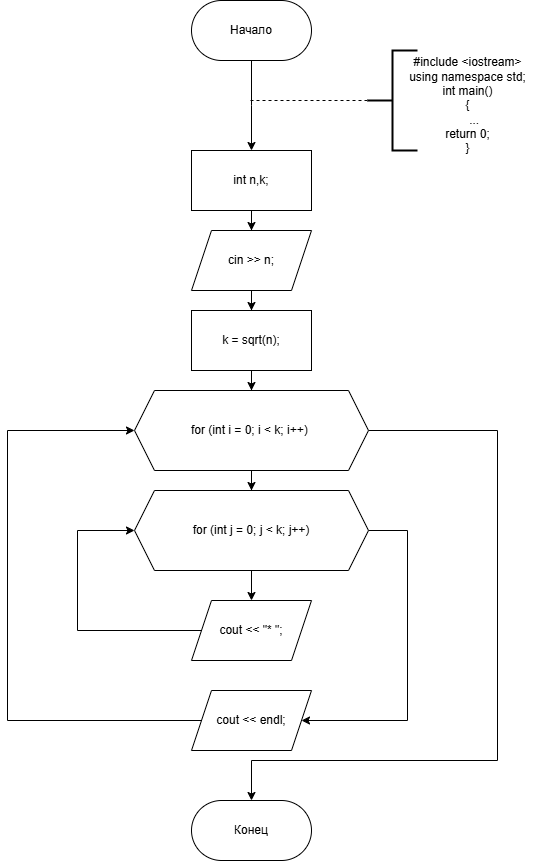 Начало
#include <iostream>
using namespace std;
int main()
{
...
return 0;
}
int n,k;
cin >> n;
k = sqrt(n);
for (int i = 0; i < k; i++)
for (int j = 0; j < k; j++)
cout << "* ";
cout << endl;
Конец